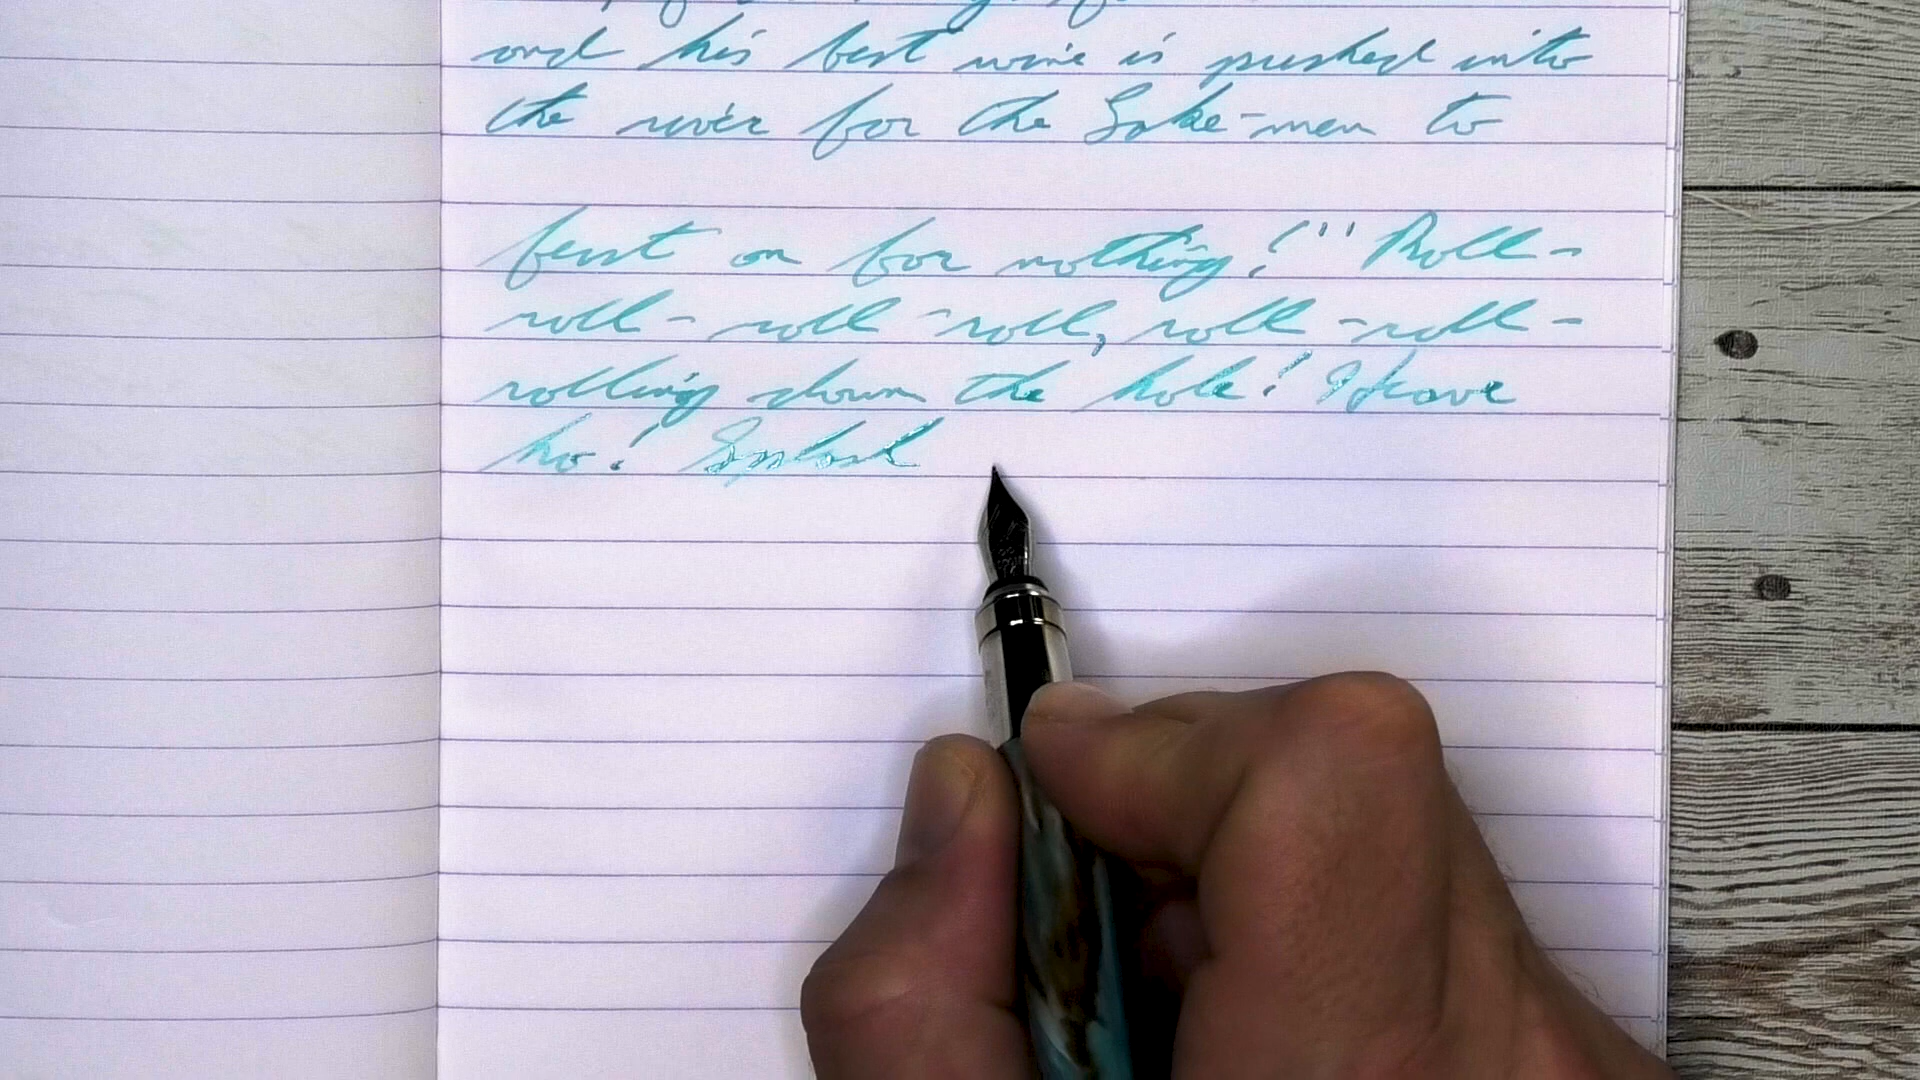 and his best wine is pushed into
the river for the Lake-men to
feast on for nothing!'' Roll-
roll-roll-roll, roll-roll-
rolling down the hole! Heave
ho! Splash